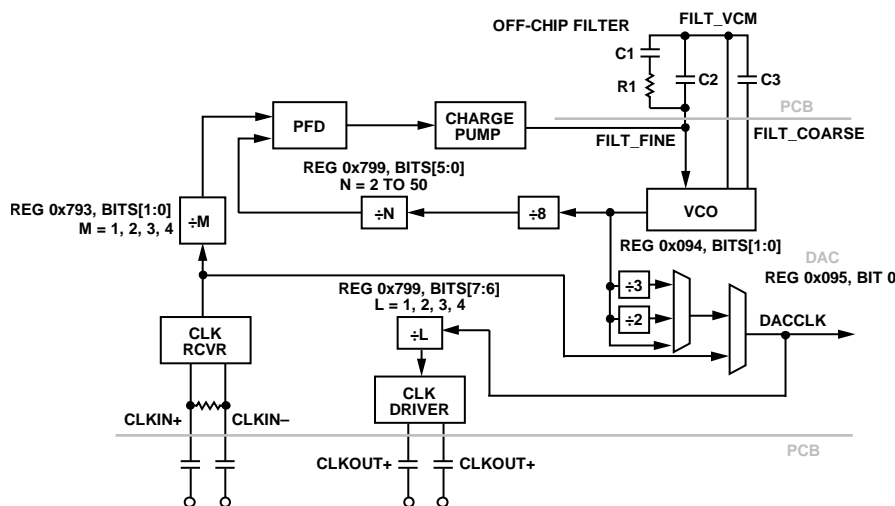 FILT_VCM
OFF-CHIP FILTER
C1
R1
C2
C3
PCB
PFD
CHARGE
PUMP
FILT_FINE
FILT_COARSE
REG 0x799, BITS[5:0]
N = 2 TO 50
REG 0x793, BITS[1:0]
M = 1, 2, 3, 4
÷M
÷N
÷8
VCO
REG 0x094, BITS[1:0]
DAC
REG 0x095, BIT 0
REG 0x799, BITS[7:6]
L = 1, 2, 3, 4
÷3
÷2
DACCLK
CLK
RCVR
÷L
CLK
DRIVER
CLKIN+
CLKIN–
PCB
CLKOUT+
CLKOUT+